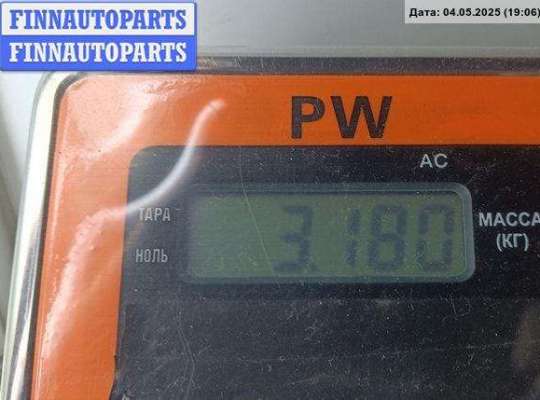 FINNAUTOPARTS
FINNAUTOPARTS
Дата: 04.05.2025 (19:06)
PW
AC
ТАРА
3.180
МАССА
(КГ)
НОЛЬ